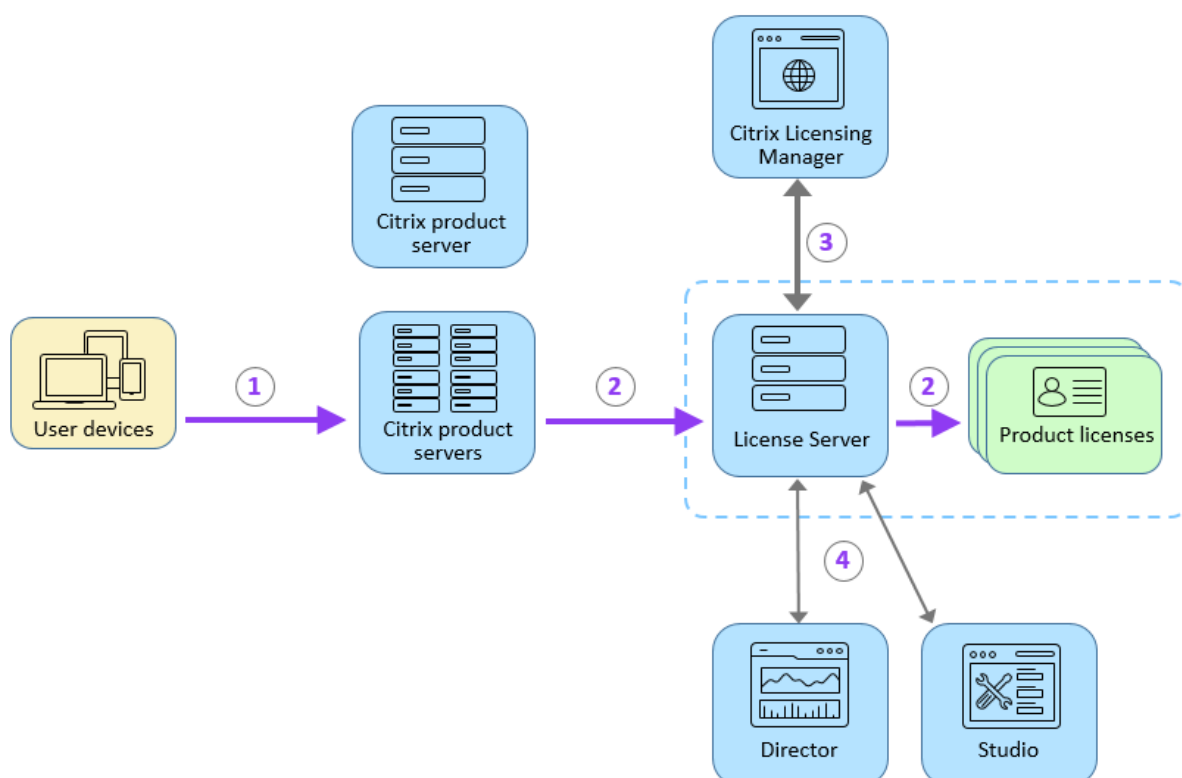 Citrix Licensing
Manager
Citrix product
server
3
User devices
1
Citrix product
servers
2
License Server
2
Product licenses
4
Director
Studio